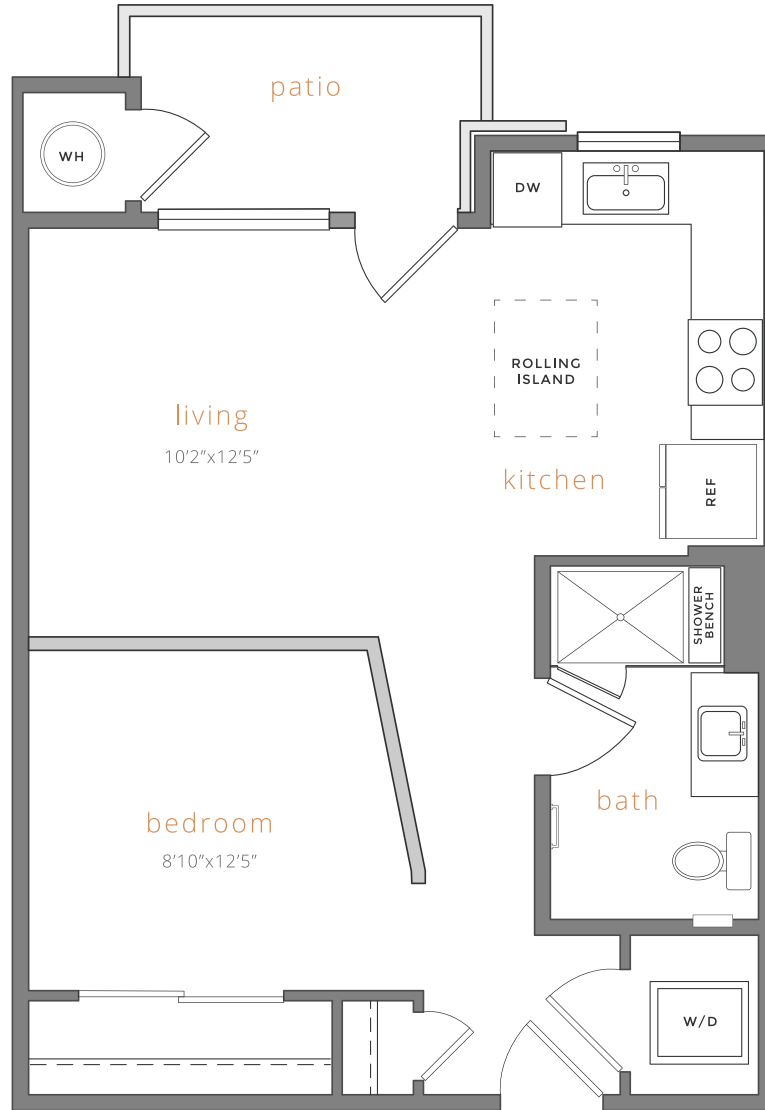 patio
WH
DW
ROLLING
ISLAND
living
10'2"x12'5"
kitchen
REF
SHOWER
BENCH
bath
bedroom
8'10"x12'5"
W/D